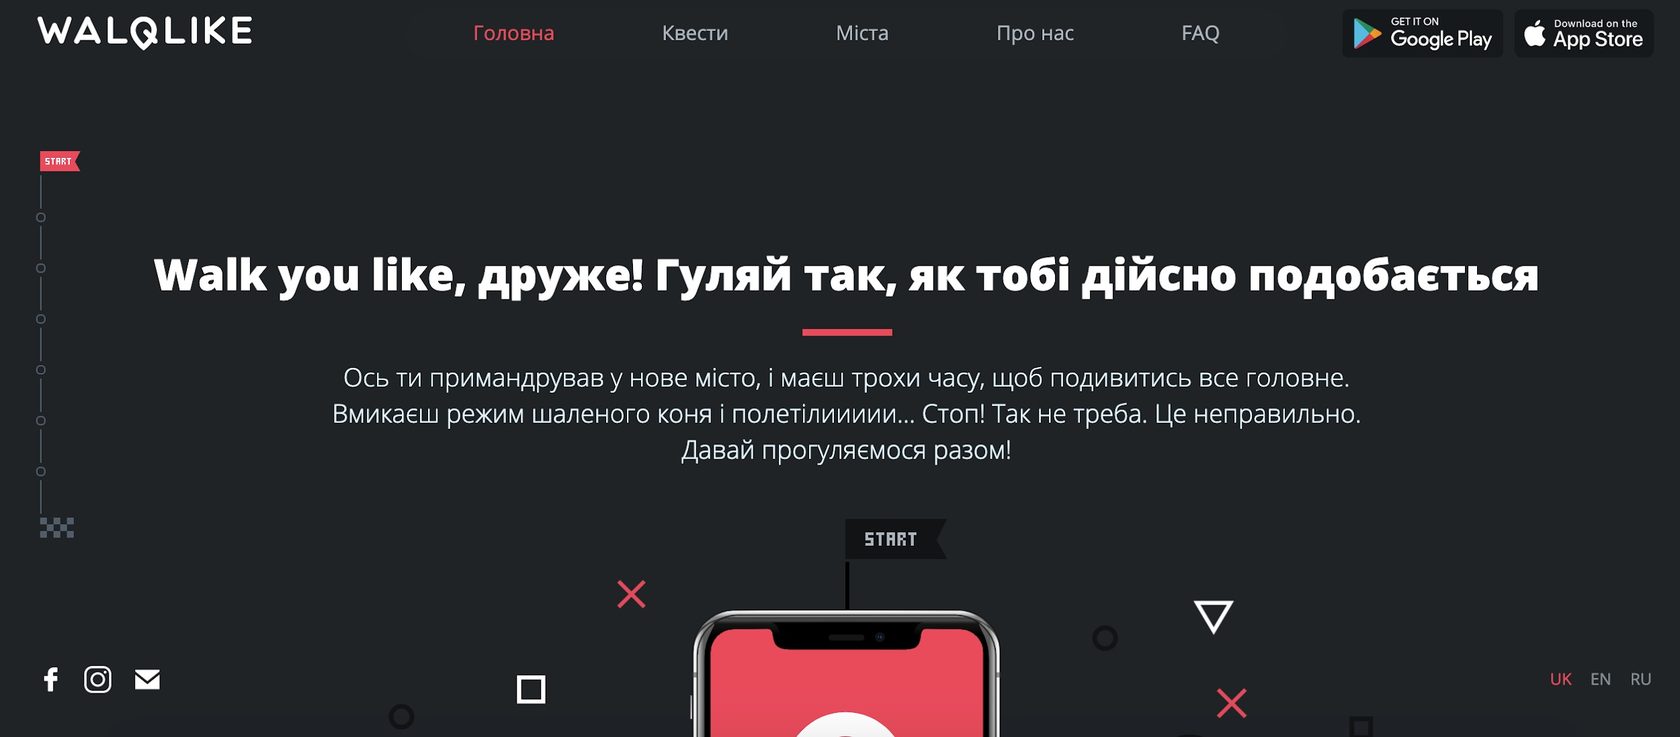 WALQLIKE
Головна
Квести
Міста
Про нас
FAQ
GET IT ON
Google Play
Download on the
App Store
START
Walk you like, друже! Гуляй так, як тобі дійсно подобається
Ось ти примандрував у нове місто, і маєш трохи часу, щоб подивитись все головне.
Вмикаєш режим шаленого коня і полетілиииии... Стоп! Так не треба. Це неправильно.
Давай прогуляємося разом!
START
UK EN RU